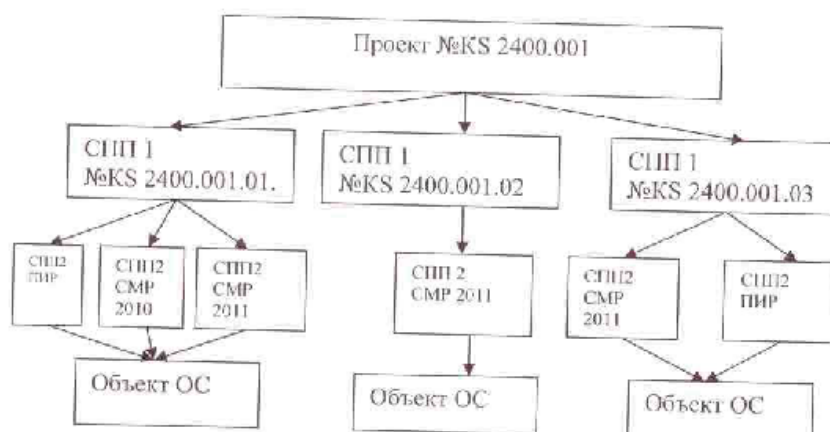 Проект №KS 2400.001
СПП 1
№KS 2400.001.01.
СПП 1
№KS 2400.001.02
СПП 1
№KS 2400.001.03
СПП2
ПИР
СПП2
СМР
2010
СПП2
СМР
2011
СПП 2
СМР 2011
СПП2
СМР
2011
СПП2
ПИР
Объект ОС
Объект ОС
Объект ОС